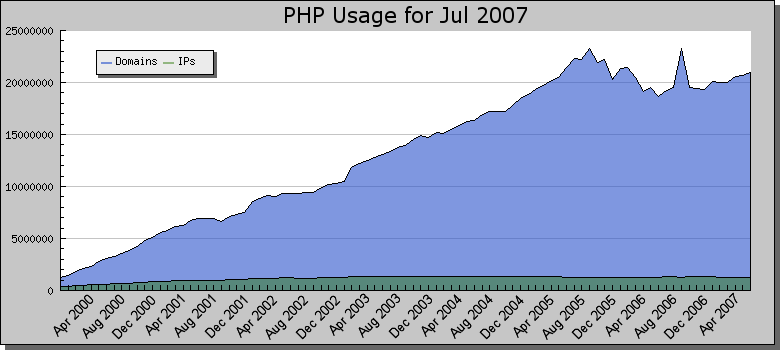 PHP Usage for Jul 2007
25000000
Domains IPs
20000000
15000000
10000000
5000000
0
Apr 2000 Aug 2000 Dec 2000 Apr 2001 Aug 2001 Dec 2001 Apr 2002 Aug 2002 Dec 2002 Apr 2003 Aug 2003 Dec 2003 Apr 2004 Aug 2004 Dec 2004 Apr 2005 Aug 2005 Dec 2005 Apr 2006 Aug 2006 Dec 2006 Apr 2007